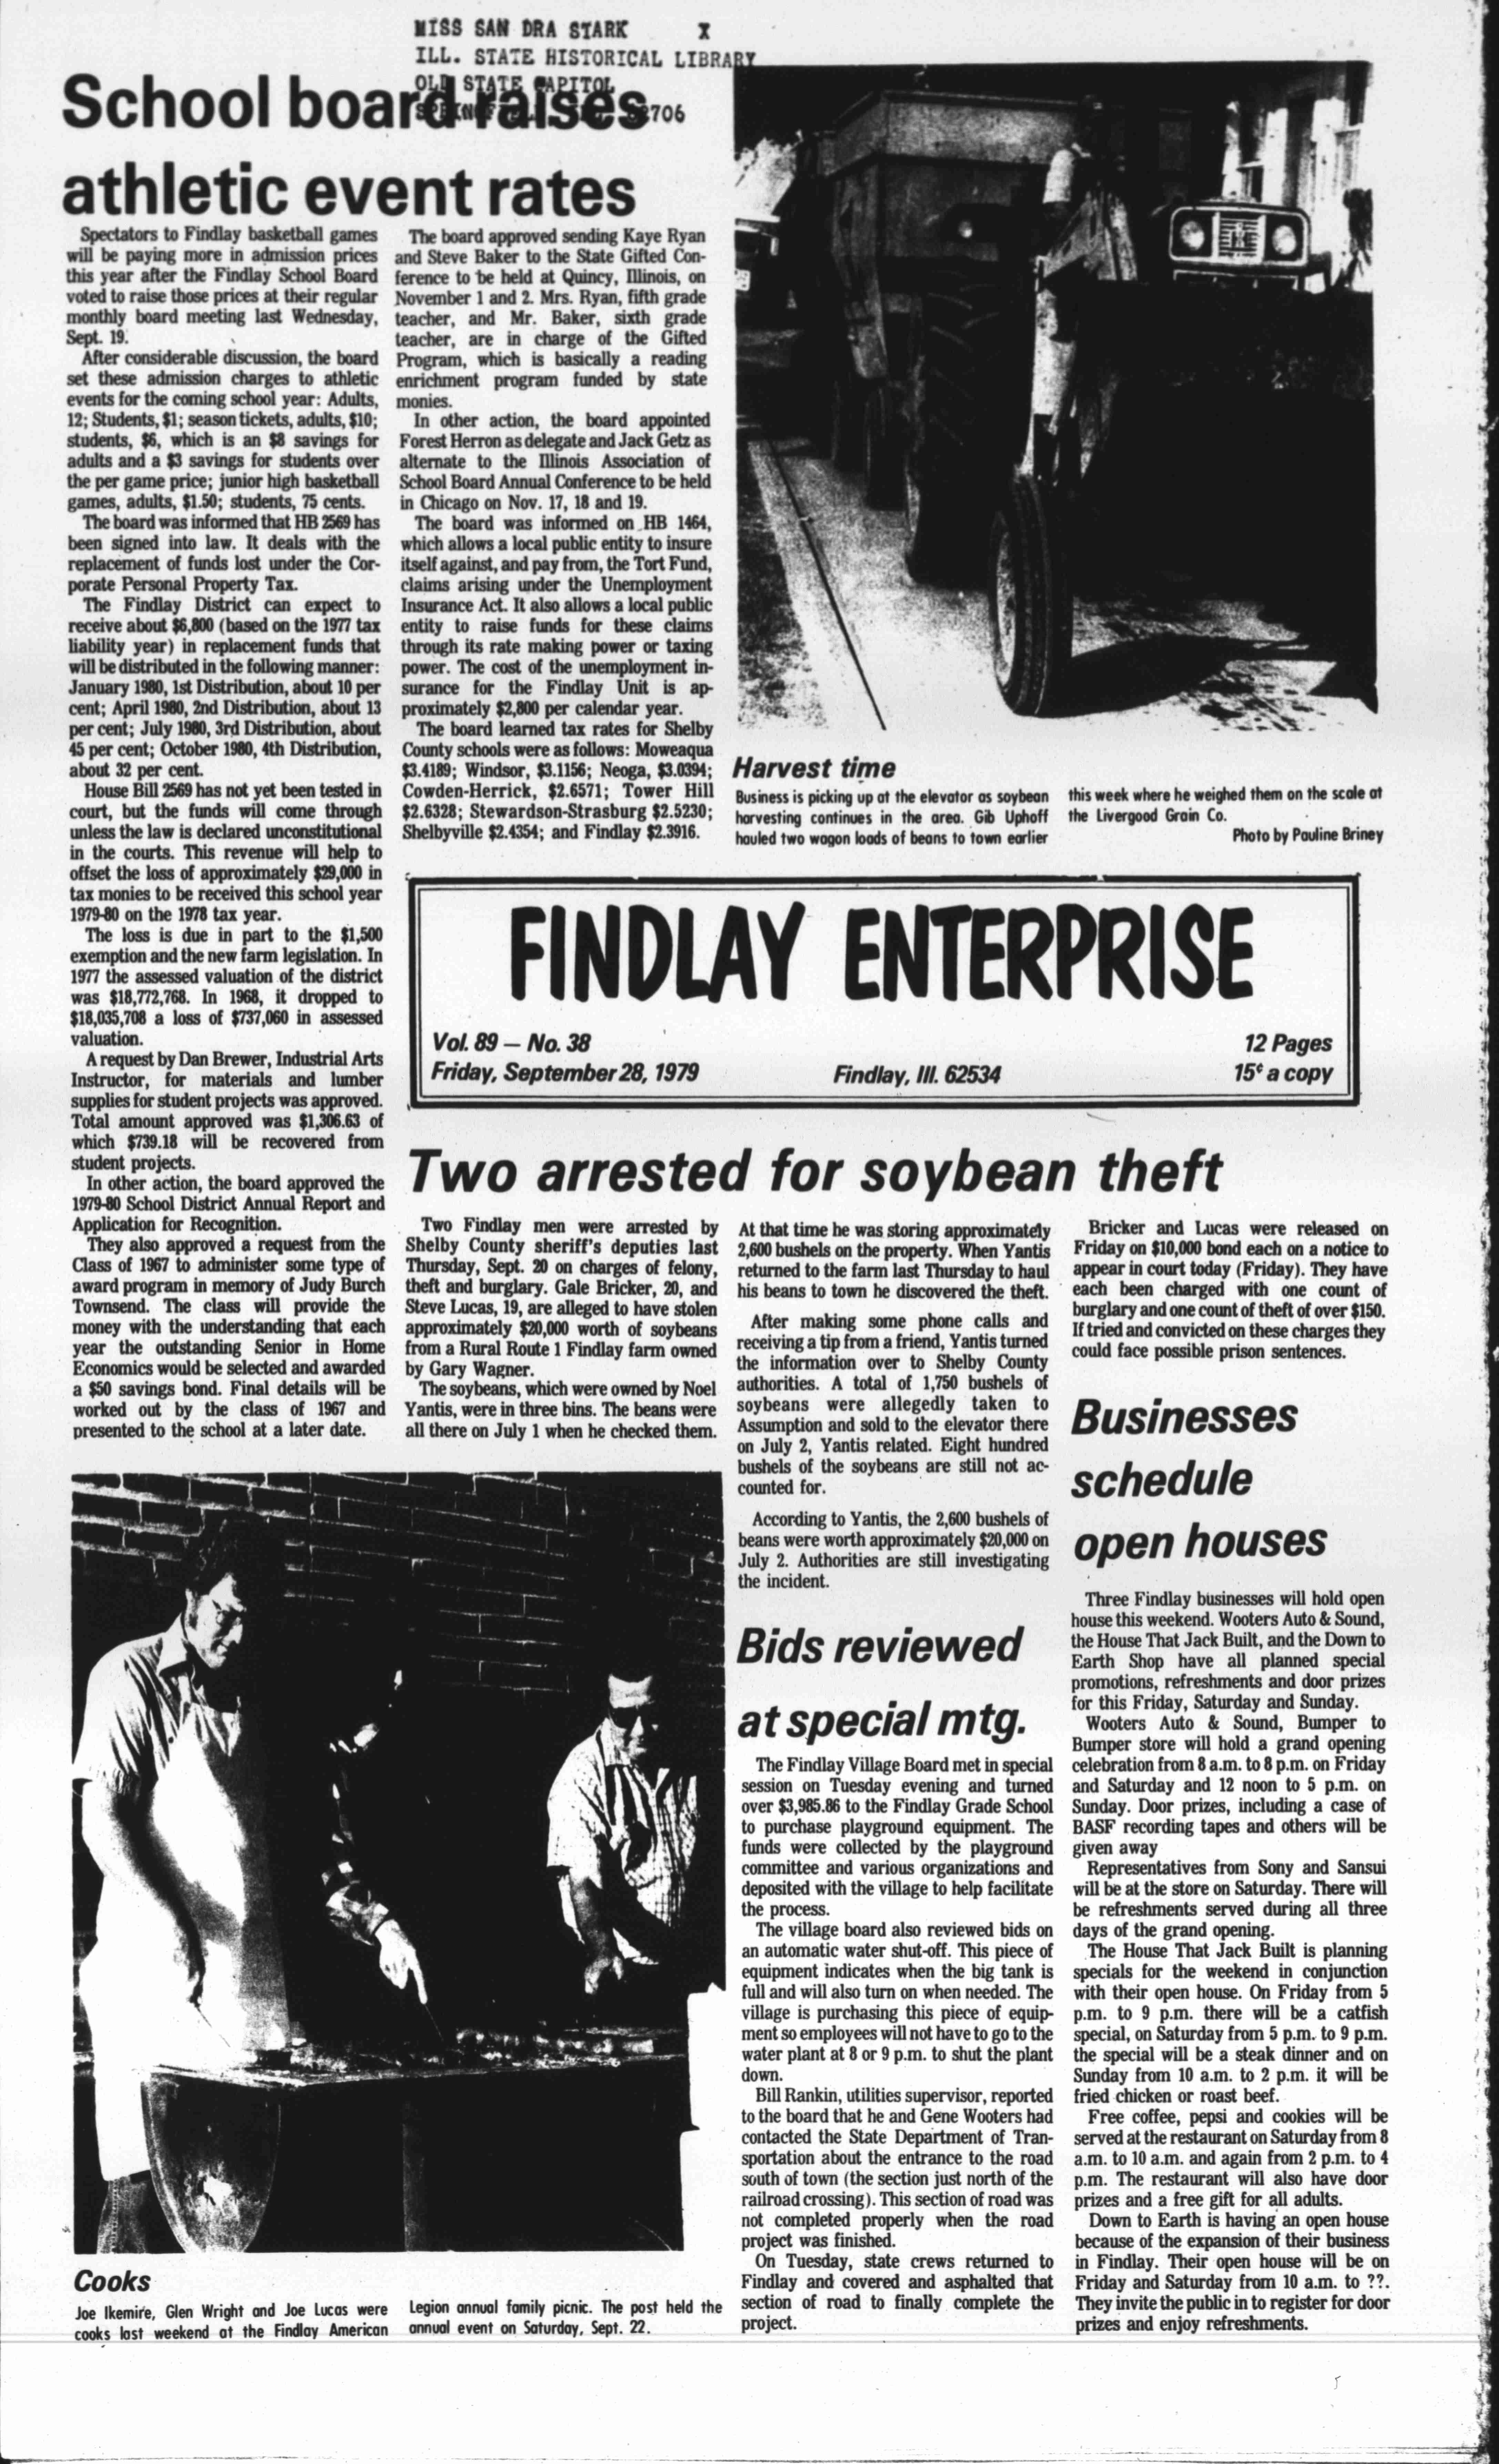 MISS SAN DRA STARK X
ILL. STATE HISTORICAL LIBRARY
OLD STATE CAPITOL
School board raises
athletic event rates
Spectators to Findlay basketball games
will be paying more in admission prices
this year after the Findlay School Board
voted to raise those prices at their regular
monthly board meeting last Wednesday,
Sept. 19.
After considerable discussion, the board
set these admission charges to athletic
events for the coming school year: Adults,
12; Students, $1; season tickets, adults, $10;
students, $6, which is an $8 savings for
adults and a $3 savings for students over
the per game price; junior high basketball
games, adults, $1.50; students, 75 cents.
The board was informed that HB 2569 has
been signed into law. It deals with the
replacement of funds lost under the Cor-
porate Personal Property Tax.
The Findlay District can expect to
receive about $6,800 (based on the 1977 tax
liability year) in replacement funds that
will be distributed in the following manner:
January 1980, 1st Distribution, about 10 per
cent; April 1980, 2nd Distribution, about 13
per cent; July 1980, 3rd Distribution, about
45 per cent; October 1980, 4th Distribution,
about 32 per cent.
House Bill 2569 has not yet been tested in
court, but the funds will come through
unless the law is declared unconstitutional
in the courts. This revenue will help to
offset the loss of approximately $29,000 in
tax monies to be received this school year
1979-80 on the 1978 tax year.
The loss is due in part to the $1,500
exemption and the new farm legislation. In
1977 the assessed valuation of the district
was $18,772,768. In 1968, it dropped to
$18,035,708 a loss of $737,060 in assessed
valuation.
A request by Dan Brewer, Industrial Arts
Instructor, for materials and lumber
supplies for student projects was approved.
Total amount approved was $1,306.63 of
which $739.18 will be recovered from
student projects.
In other action, the board approved the
1979-80 School District Annual Report and
Application for Recognition.
They also approved a request from the
Class of 1967 to administer some type of
award program in memory of Judy Burch
Townsend. The class will provide the
money with the understanding that each
year the outstanding Senior in Home
Economics would be selected and awarded
a $50 savings bond. Final details will be
worked out by the class of 1967 and
presented to the school at a later date.
The board approved sending Kaye Ryan
and Steve Baker to the State Gifted Con-
ference to be held at Quincy, Illinois, on
November 1 and 2. Mrs. Ryan, fifth grade
teacher, and Mr. Baker, sixth grade
teacher, are in charge of the Gifted
Program, which is basically a reading
enrichment program funded by state
monies.
In other action, the board appointed
Forest Herron as delegate and Jack Getz as
alternate to the Illinois Association of
School Board Annual Conference to be held
in Chicago on Nov. 17, 18 and 19.
The board was informed on HB 1464,
which allows a local public entity to insure
itself against, and pay from, the Tort Fund,
claims arising under the Unemployment
Insurance Act. It also allows a local public
entity to raise funds for these claims
through its rate making power or taxing
power. The cost of the unemployment in-
surance for the Findlay Unit is ap-
proximately $2,800 per calendar year.
The board learned tax rates for Shelby
County schools were as follows: Moweaqua
$3.4189; Windsor, $3.1156; Neoga, $3.0394;
Cowden-Herrick, $2.6571; Tower Hill
$2.6328; Stewardson-Strasburg $2.5230;
Shelbyville $2.4354; and Findlay $2.3916.
Harvest time
Business is picking up at the elevator as soybean
harvesting continues in the area. Gib Uphoff
hauled two wagon loads of beans to town earlier
this week where he weighed them on the scale at
the Livergood Grain Co.
Photo by Pauline Briney
FINDLAY ENTERPRISE
Vol. 89 — No. 38
Friday, September 28, 1979
Findlay, Ill. 62534
12 Pages
15¢ a copy
Two arrested for soybean theft
Two Findlay men were arrested by
Shelby County sheriff's deputies last
Thursday, Sept. 20 on charges of felony,
theft and burglary. Gale Bricker, 20, and
Steve Lucas, 19, are alleged to have stolen
approximately $20,000 worth of soybeans
from a Rural Route 1 Findlay farm owned
by Gary Wagner.
The soybeans, which were owned by Noel
Yantis, were in three bins. The beans were
all there on July 1 when he checked them.
At that time he was storing approximately
2,600 bushels on the property. When Yantis
returned to the farm last Thursday to haul
his beans to town he discovered the theft.
After making some phone calls and
receiving a tip from a friend, Yantis turned
the information over to Shelby County
authorities. A total of 1,750 bushels of
soybeans were allegedly taken to
Assumption and sold to the elevator there
on July 2, Yantis related. Eight hundred
bushels of the soybeans are still not ac-
counted for.
According to Yantis, the 2,600 bushels of
beans were worth approximately $20,000 on
July 2. Authorities are still investigating
the incident.
Bricker and Lucas were released on
Friday on $10,000 bond each on a notice to
appear in court today (Friday). They have
each been charged with one count of
burglary and one count of theft of over $150.
If tried and convicted on these charges they
could face possible prison sentences.
Bids reviewed
at special mtg.
The Findlay Village Board met in special
session on Tuesday evening and turned
over $3,985.86 to the Findlay Grade School
to purchase playground equipment. The
funds were collected by the playground
committee and various organizations and
deposited with the village to help facilitate
the process.
The village board also reviewed bids on
an automatic water shut-off. This piece of
equipment indicates when the big tank is
full and will also turn on when needed. The
village is purchasing this piece of equip-
ment so employees will not have to go to the
water plant at 8 or 9 p.m. to shut the plant
down.
Bill Rankin, utilities supervisor, reported
to the board that he and Gene Wooters had
contacted the State Department of Tran-
sportation about the entrance to the road
south of town (the section just north of the
railroad crossing). This section of road was
not completed properly when the road
project was finished.
On Tuesday, state crews returned to
Findlay and covered and asphalted that
section of road to finally complete the
project.
Businesses
schedule
open houses
Three Findlay businesses will hold open
house this weekend. Wooters Auto & Sound,
the House That Jack Built, and the Down to
Earth Shop have all planned special
promotions, refreshments and door prizes
for this Friday, Saturday and Sunday.
Wooters Auto & Sound, Bumper to
Bumper store will hold a grand opening
celebration from 8 a.m. to 8 p.m. on Friday
and Saturday and 12 noon to 5 p.m. on
Sunday. Door prizes, including a case of
BASF recording tapes and others will be
given away
Representatives from Sony and Sansui
will be at the store on Saturday. There will
be refreshments served during all three
days of the grand opening.
The House That Jack Built is planning
specials for the weekend in conjunction
with their open house. On Friday from 5
p.m. to 9 p.m. there will be a catfish
special, on Saturday from 5 p.m. to 9 p.m.
the special will be a steak dinner and on
Sunday from 10 a.m. to 2 p.m. it will be
fried chicken or roast beef.
Free coffee, pepsi and cookies will be
served at the restaurant on Saturday from 8
a.m. to 10 a.m. and again from 2 p.m. to 4
p.m. The restaurant will also have door
prizes and a free gift for all adults.
Down to Earth is having an open house
because of the expansion of their business
in Findlay. Their open house will be on
Friday and Saturday from 10 a.m. to ??.
They invite the public in to register for door
prizes and enjoy refreshments.
Cooks
Joe Ikemire, Glen Wright and Joe Lucas were
cooks last weekend at the Findlay American
Legion annual family picnic. The post held the
annual event on Saturday, Sept. 22.